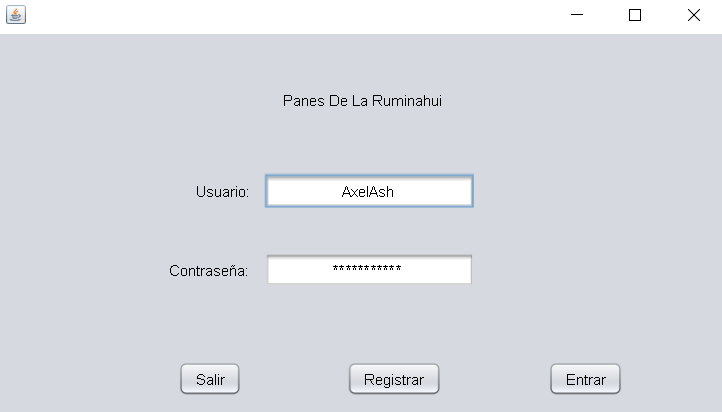 Panes De La Ruminahui
Usuario: AxelAsh
Contraseña: ***********
Salir Registrar Entrar